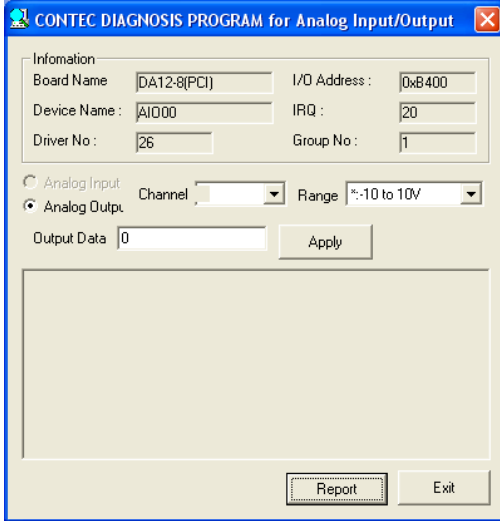 CONTEC DIAGNOSIS PROGRAM for Analog Input/Output
Infomation
Board Name DA12-8(PCI) I/O Address : 0xB400
Device Name : AIO00 IRQ : 20
Driver No : 26 Group No : 1
Analog Input
Analog Outpu Channel Range *:-10 to 10V
Output Data 0 Apply
Report Exit